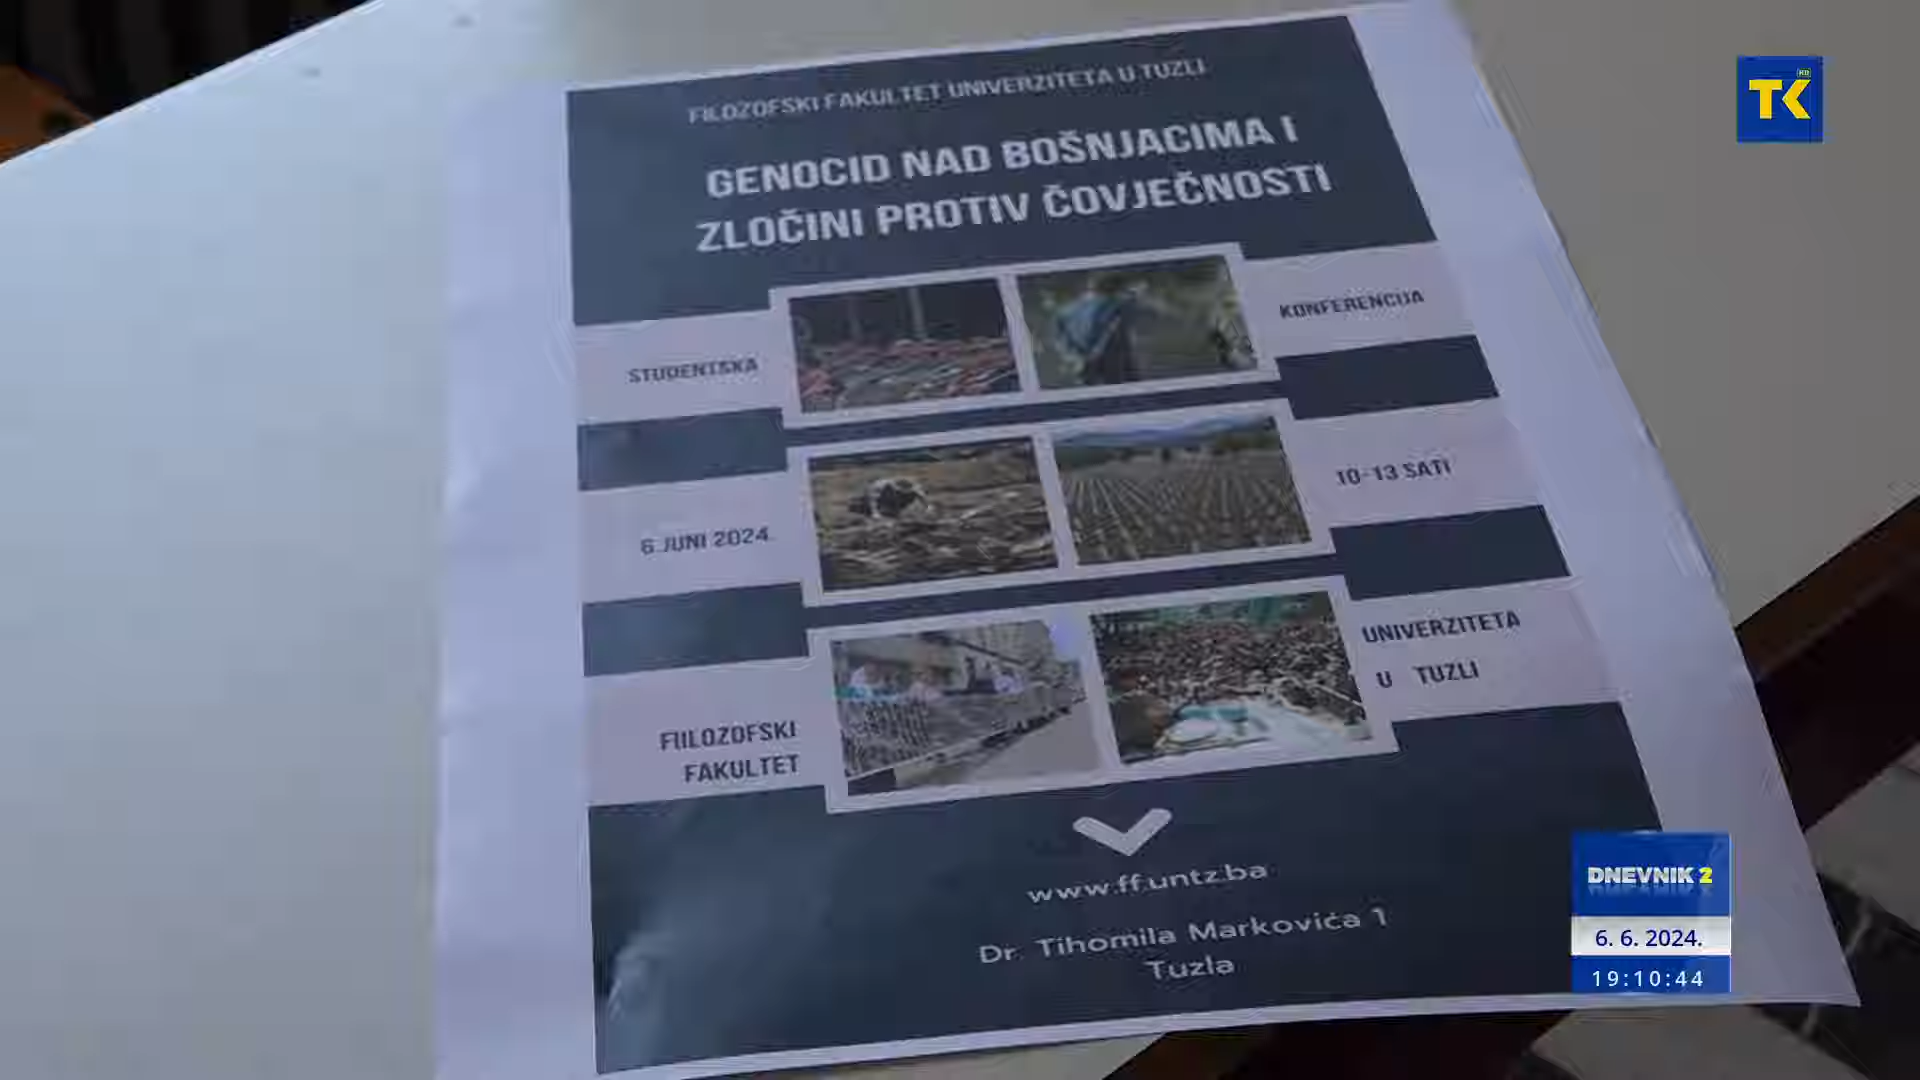 FILOZOFSKI FAKULTET UNIVERZITETA U TUZLI
GENOCID NAD BOŠNJACIMA I
ZLOČINI PROTIV ČOVJEČNOSTI
STUDENTSKA
KONFERENCIJA
6.JUNI 2024.
10-13 SATI
FIILOZOFSKI
FAKULTET
UNIVERZITETA
U TUZLI
www.ff.untz.ba
Dr. Tihomila Markovića 1
Tuzla
TK
HD
DNEVNIK 2
6. 6. 2024.
19:10:44